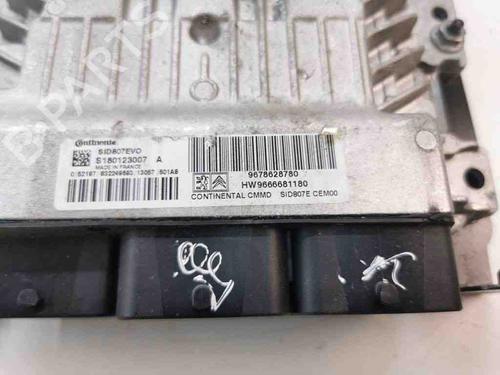 B-PARTS
Continental
SID807EVO
S180123007 A
MADE IN FRANCE
9678628780
HW9666681180
CONTINENTAL CMMD SID807E CEM00